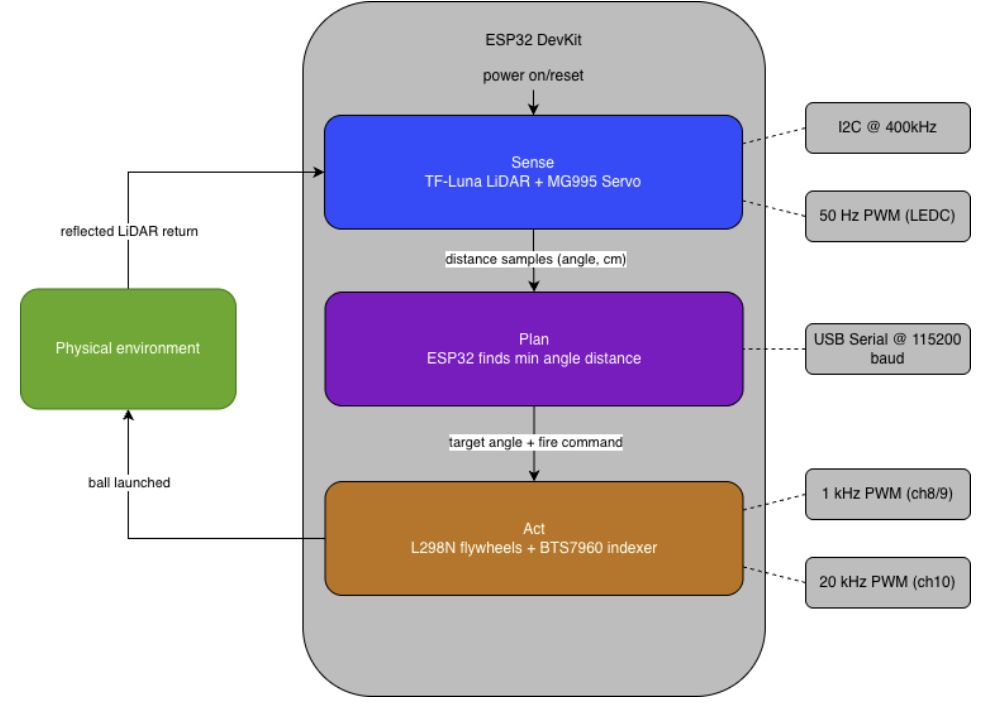 ESP32 DevKit
power on/reset
I2C @ 400kHz
Sense
TF-Luna LiDAR + MG995 Servo
50 Hz PWM (LEDC)
reflected LiDAR return
distance samples (angle, cm)
Physical environment
Plan
ESP32 finds min angle distance
USB Serial @ 115200
baud
target angle + fire command
ball launched
1 kHz PWM (ch8/9)
Act
L298N flywheels + BTS7960 indexer
20 kHz PWM (ch10)